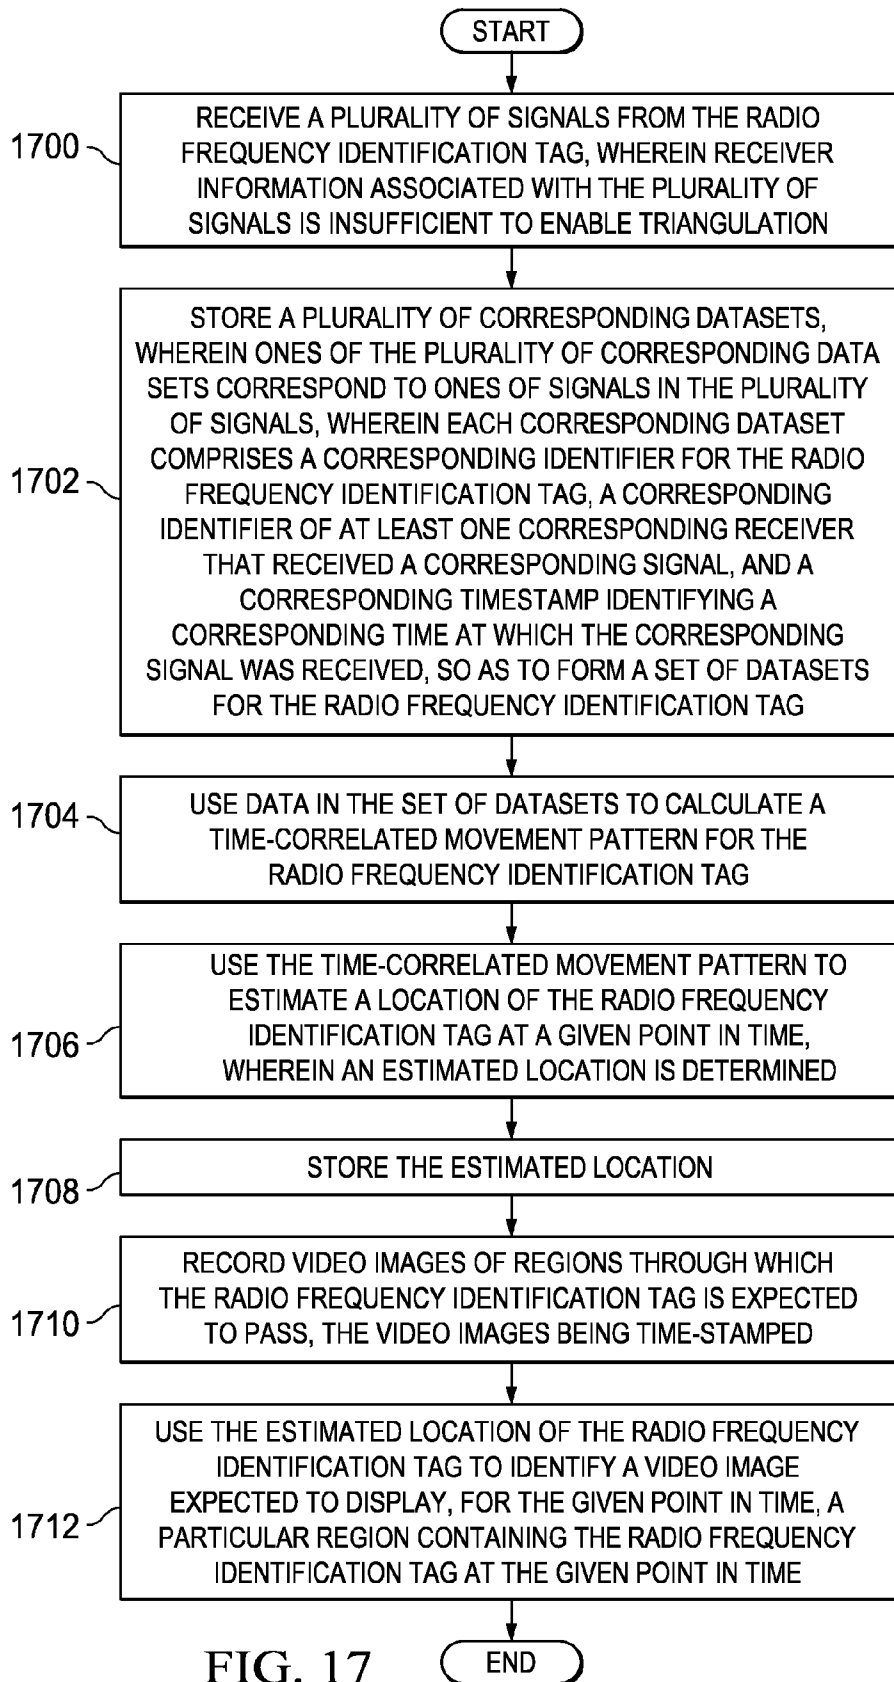 START
1700
RECEIVE A PLURALITY OF SIGNALS FROM THE RADIO
FREQUENCY IDENTIFICATION TAG, WHEREIN RECEIVER
INFORMATION ASSOCIATED WITH THE PLURALITY OF
SIGNALS IS INSUFFICIENT TO ENABLE TRIANGULATION
1702
STORE A PLURALITY OF CORRESPONDING DATASETS,
WHEREIN ONES OF THE PLURALITY OF CORRESPONDING DATA
SETS CORRESPOND TO ONES OF SIGNALS IN THE PLURALITY
OF SIGNALS, WHEREIN EACH CORRESPONDING DATASET
COMPRISES A CORRESPONDING IDENTIFIER FOR THE RADIO
FREQUENCY IDENTIFICATION TAG, A CORRESPONDING
IDENTIFIER OF AT LEAST ONE CORRESPONDING RECEIVER
THAT RECEIVED A CORRESPONDING SIGNAL, AND A
CORRESPONDING TIMESTAMP IDENTIFYING A
CORRESPONDING TIME AT WHICH THE CORRESPONDING
SIGNAL WAS RECEIVED, SO AS TO FORM A SET OF DATASETS
FOR THE RADIO FREQUENCY IDENTIFICATION TAG
1704
USE DATA IN THE SET OF DATASETS TO CALCULATE A
TIME-CORRELATED MOVEMENT PATTERN FOR THE
RADIO FREQUENCY IDENTIFICATION TAG
1706
USE THE TIME-CORRELATED MOVEMENT PATTERN TO
ESTIMATE A LOCATION OF THE RADIO FREQUENCY
IDENTIFICATION TAG AT A GIVEN POINT IN TIME,
WHEREIN AN ESTIMATED LOCATION IS DETERMINED
1708
STORE THE ESTIMATED LOCATION
1710
RECORD VIDEO IMAGES OF REGIONS THROUGH WHICH
THE RADIO FREQUENCY IDENTIFICATION TAG IS EXPECTED
TO PASS, THE VIDEO IMAGES BEING TIME-STAMPED
1712
USE THE ESTIMATED LOCATION OF THE RADIO FREQUENCY
IDENTIFICATION TAG TO IDENTIFY A VIDEO IMAGE
EXPECTED TO DISPLAY, FOR THE GIVEN POINT IN TIME, A
PARTICULAR REGION CONTAINING THE RADIO FREQUENCY
IDENTIFICATION TAG AT THE GIVEN POINT IN TIME
FIG. 17
END